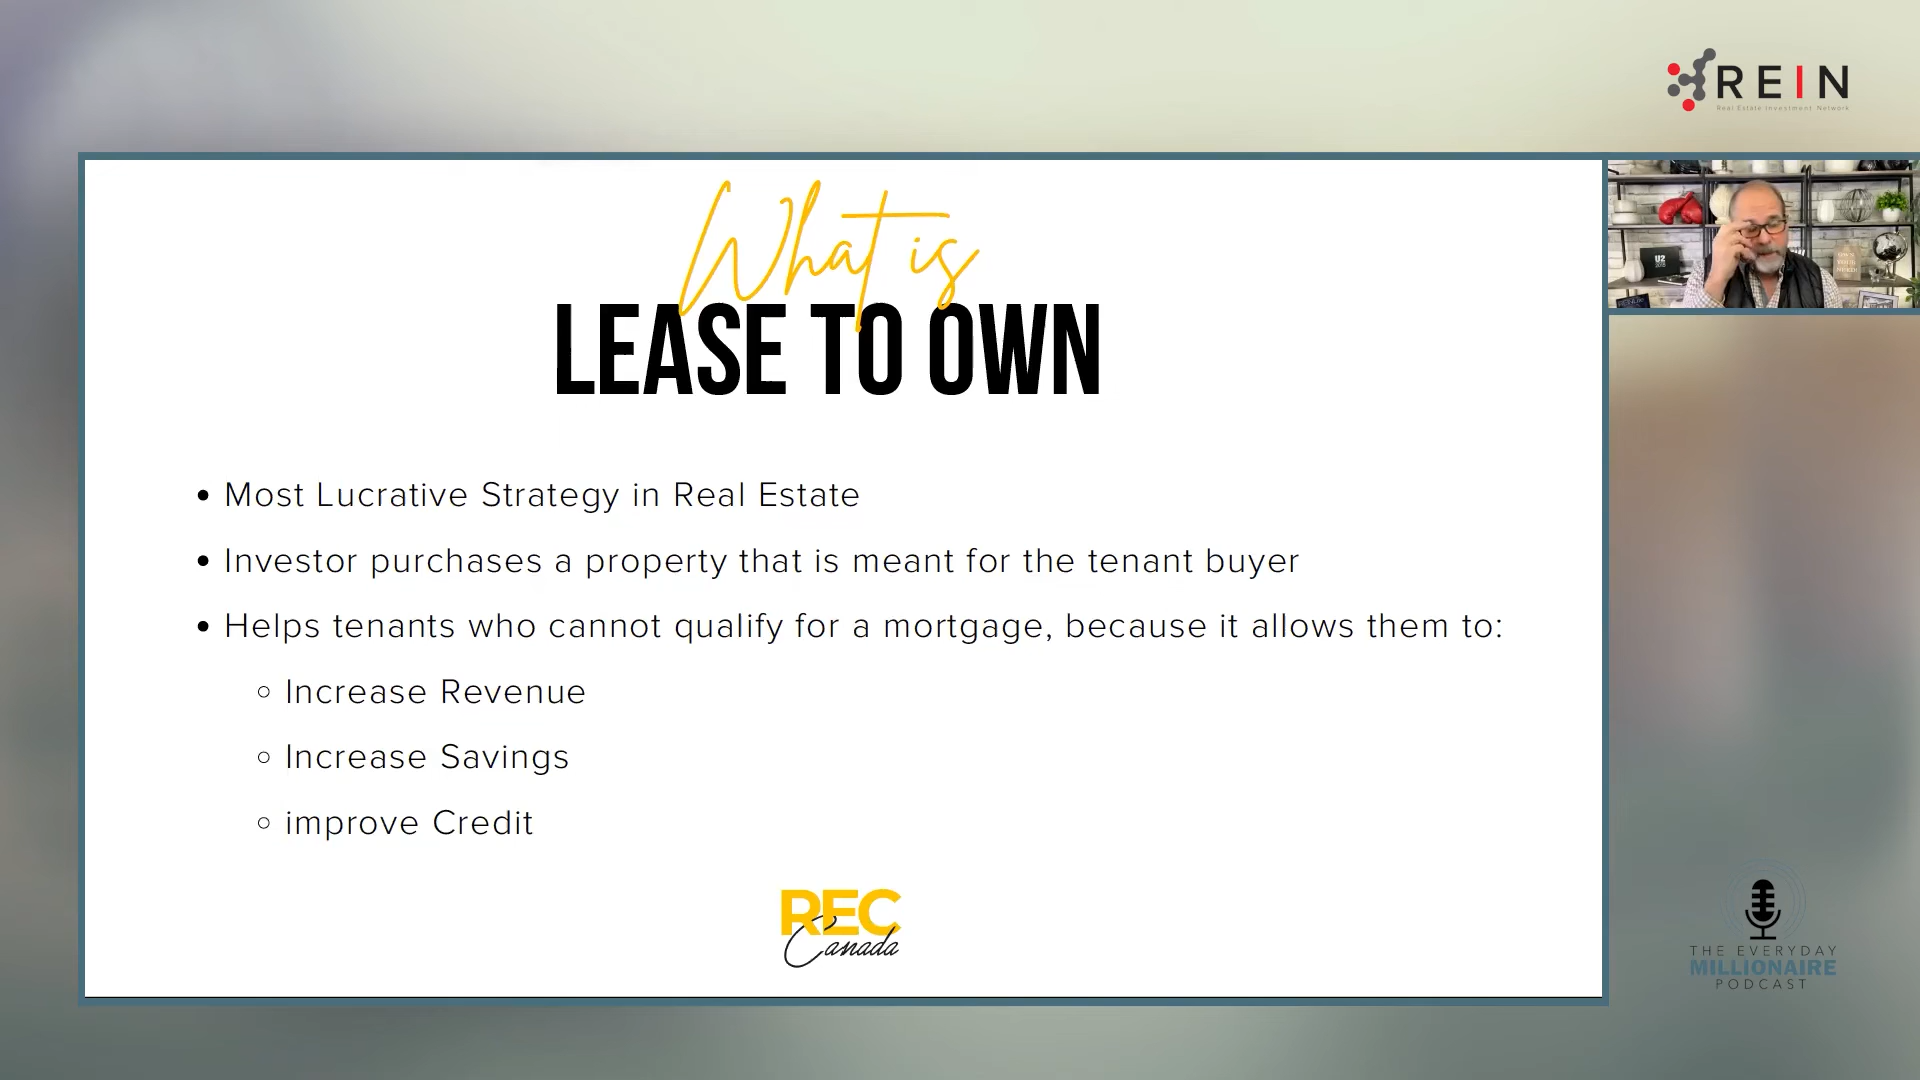 REIN
Real Estate Investment Network
What is
LEASE TO OWN
• Most Lucrative Strategy in Real Estate
• Investor purchases a property that is meant for the tenant buyer
• Helps tenants who cannot qualify for a mortgage, because it allows them to:
◦ Increase Revenue
◦ Increase Savings
◦ improve Credit
REC
Canada
U2
THE EVERYDAY
MILLIONAIRE
PODCAST